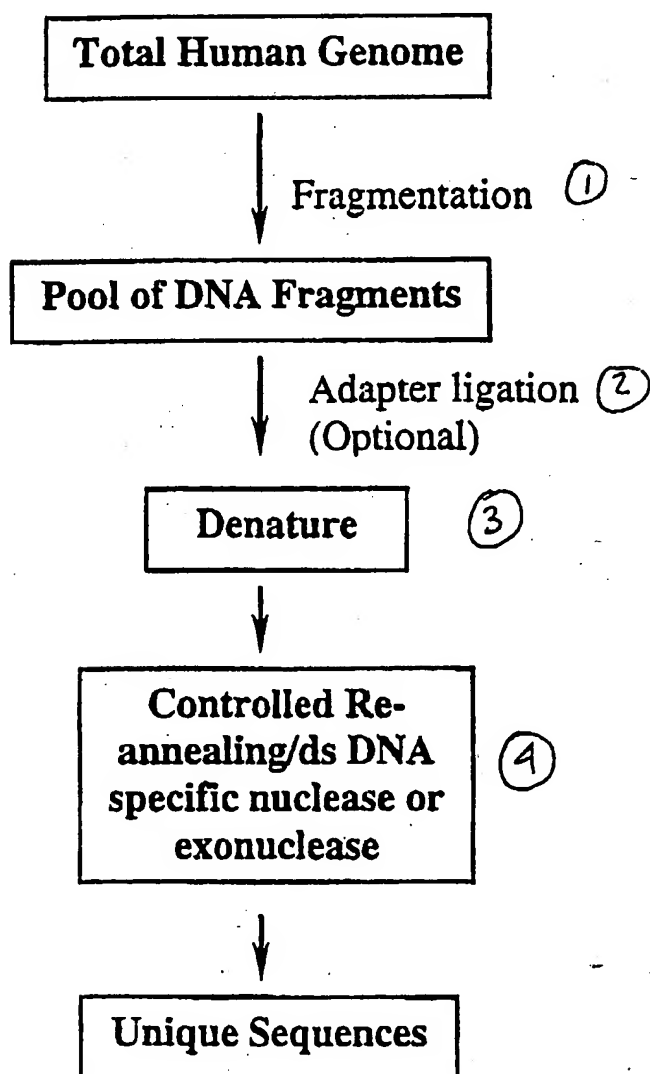 Total Human Genome
Fragmentation ①
Pool of DNA Fragments
Adapter ligation ②
(Optional)
Denature ③
Controlled Re-
annealing/ds DNA
specific nuclease or
exonuclease
④
Unique Sequences